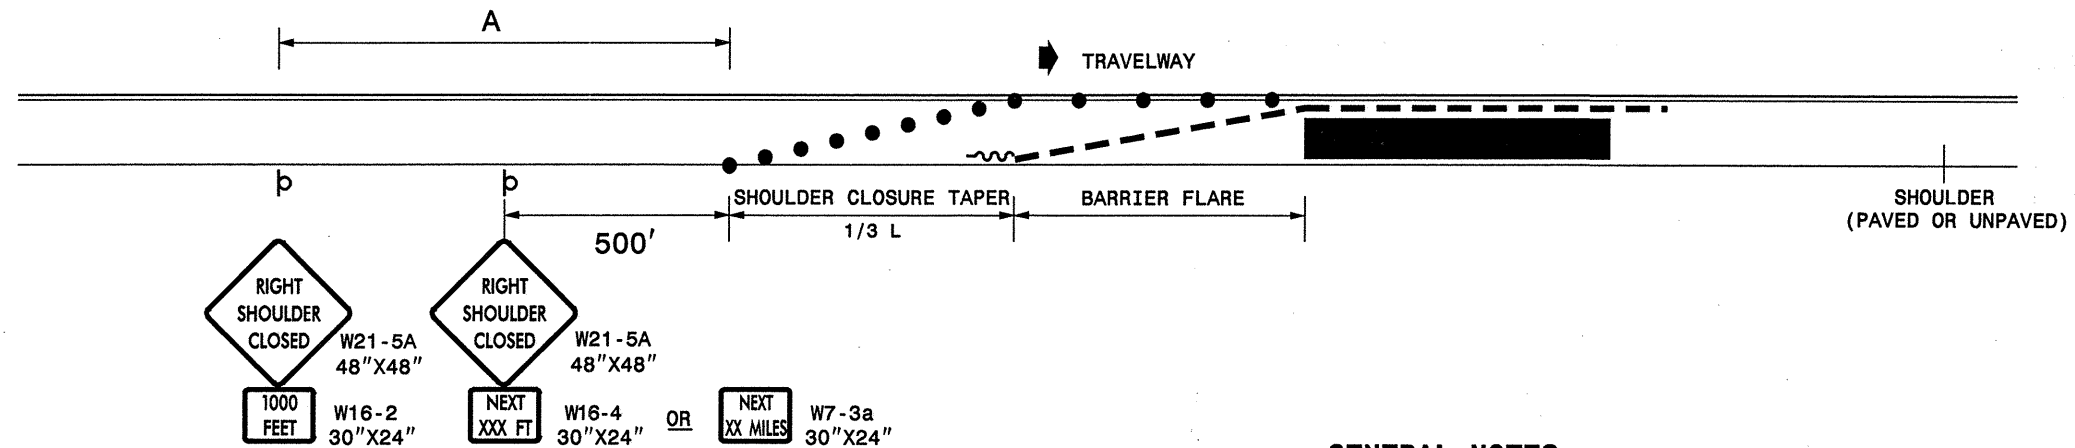 A
TRAVELWAY
SHOULDER CLOSURE TAPER
BARRIER FLARE
SHOULDER
(PAVED OR UNPAVED)
500'
1/3 L
RIGHT
SHOULDER
CLOSED
W21-5A
48"X48"
1000
FEET
W16-2
30"X24"
RIGHT
SHOULDER
CLOSED
W21-5A
48"X48"
NEXT
XXX FT
W16-4
30"X24"
OR
NEXT
XX MILES
W7-3a
30"X24"
GENERAL NOTES